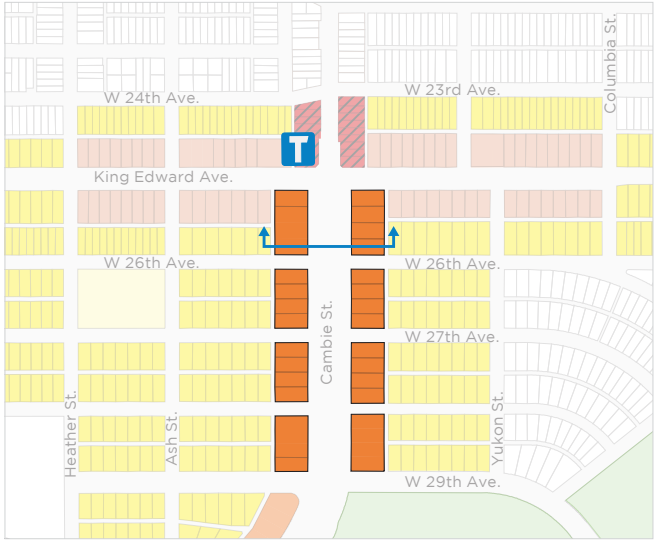 Columbia St.
W 23rd Ave.
W 24th Ave.
T
King Edward Ave.
W 26th Ave.
W 26th Ave.
Cambie St.
W 27th Ave.
Heather St.
Ash St.
Yukon St.
W 29th Ave.